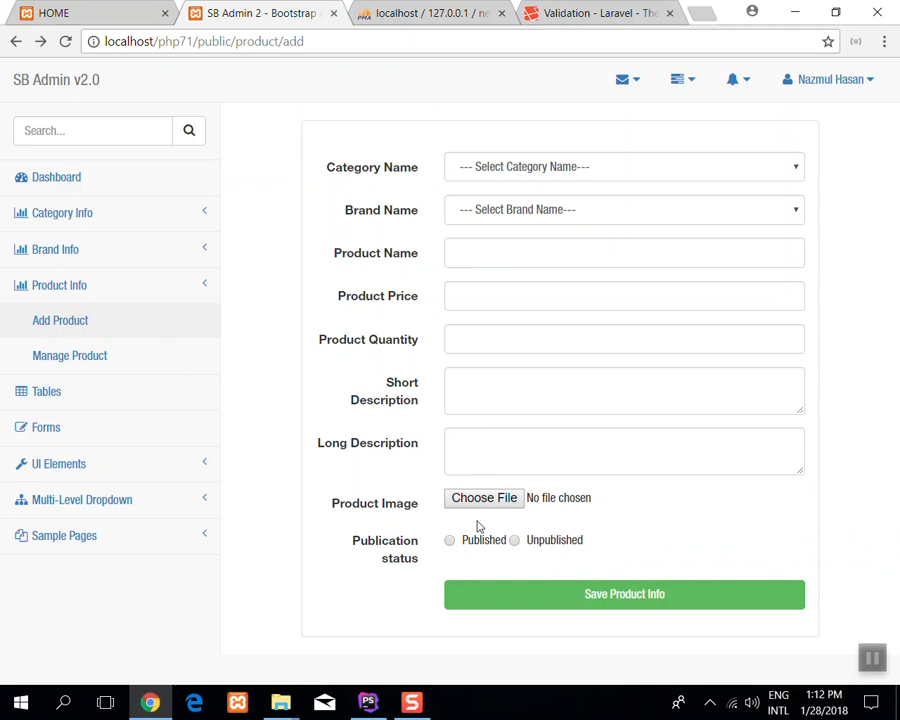 HOME
SB Admin 2 - Bootstrap A
localhost / 127.0.0.1 / ne
Validation - Laravel - The
localhost/php71/public/product/add
SB Admin v2.0
Nazmul Hasan
Search...
Dashboard
Category Info
Brand Info
Product Info
Add Product
Manage Product
Tables
Forms
UI Elements
Multi-Level Dropdown
Sample Pages
Category Name
--- Select Category Name---
Brand Name
--- Select Brand Name---
Product Name
Product Price
Product Quantity
Short
Description
Long Description
Product Image
Choose File No file chosen
Publication
status
Published
Unpublished
Save Product Info
ENG
INTL
1:12 PM
1/28/2018